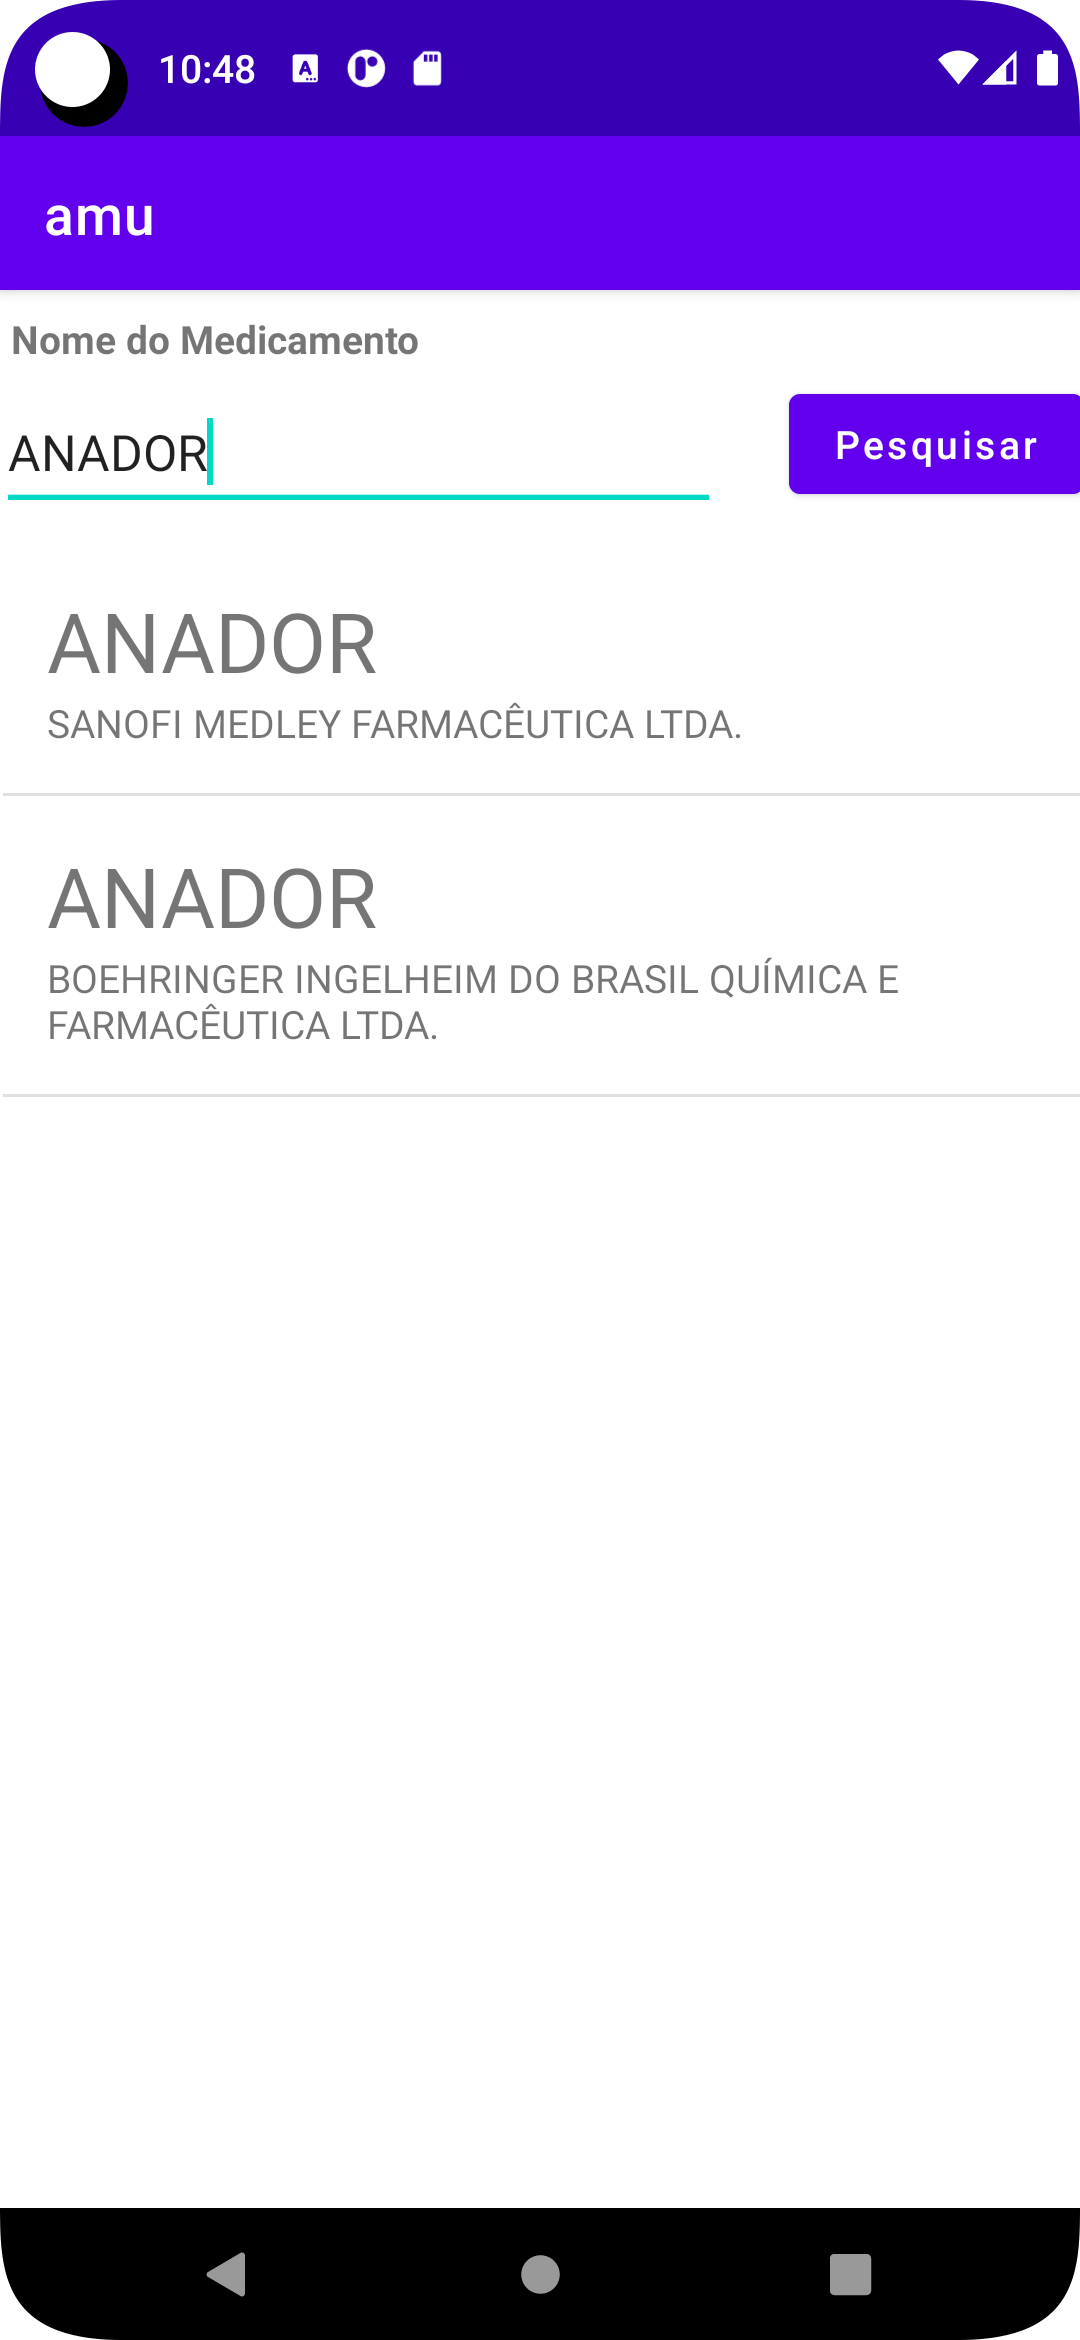 10:48
amu
Nome do Medicamento
ANADOR
Pesquisar
ANADOR
SANOFI MEDLEY FARMACÊUTICA LTDA.
ANADOR
BOEHRINGER INGELHEIM DO BRASIL QUÍMICA E
FARMACÊUTICA LTDA.